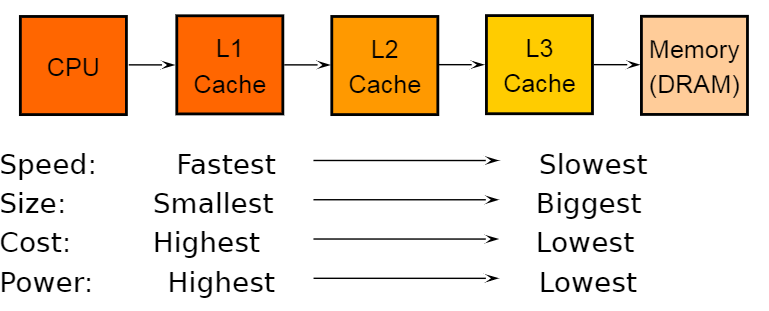 CPU
L1
Cache
L2
Cache
L3
Cache
Memory
(DRAM)
Speed: Fastest Slowest
Size: Smallest Biggest
Cost: Highest Lowest
Power: Highest Lowest